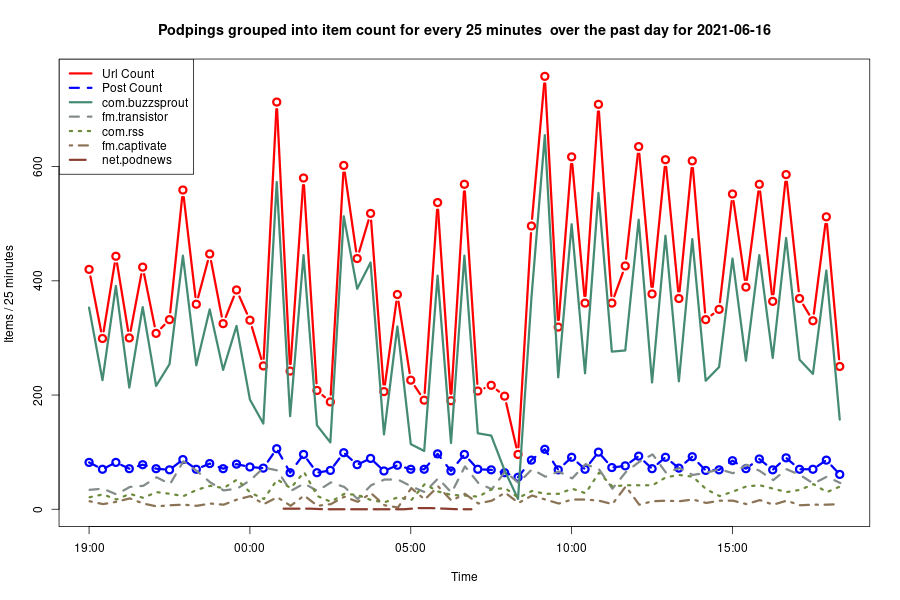 Podpings grouped into item count for every 25 minutes  over the past day for 2021-06-16
Url Count
Post Count
com.buzzsprout
fm.transistor
com.rss
fm.captivate
net.podnews
Items / 25 minutes
600
400
200
0
19:00
00:00
05:00
10:00
15:00
Time